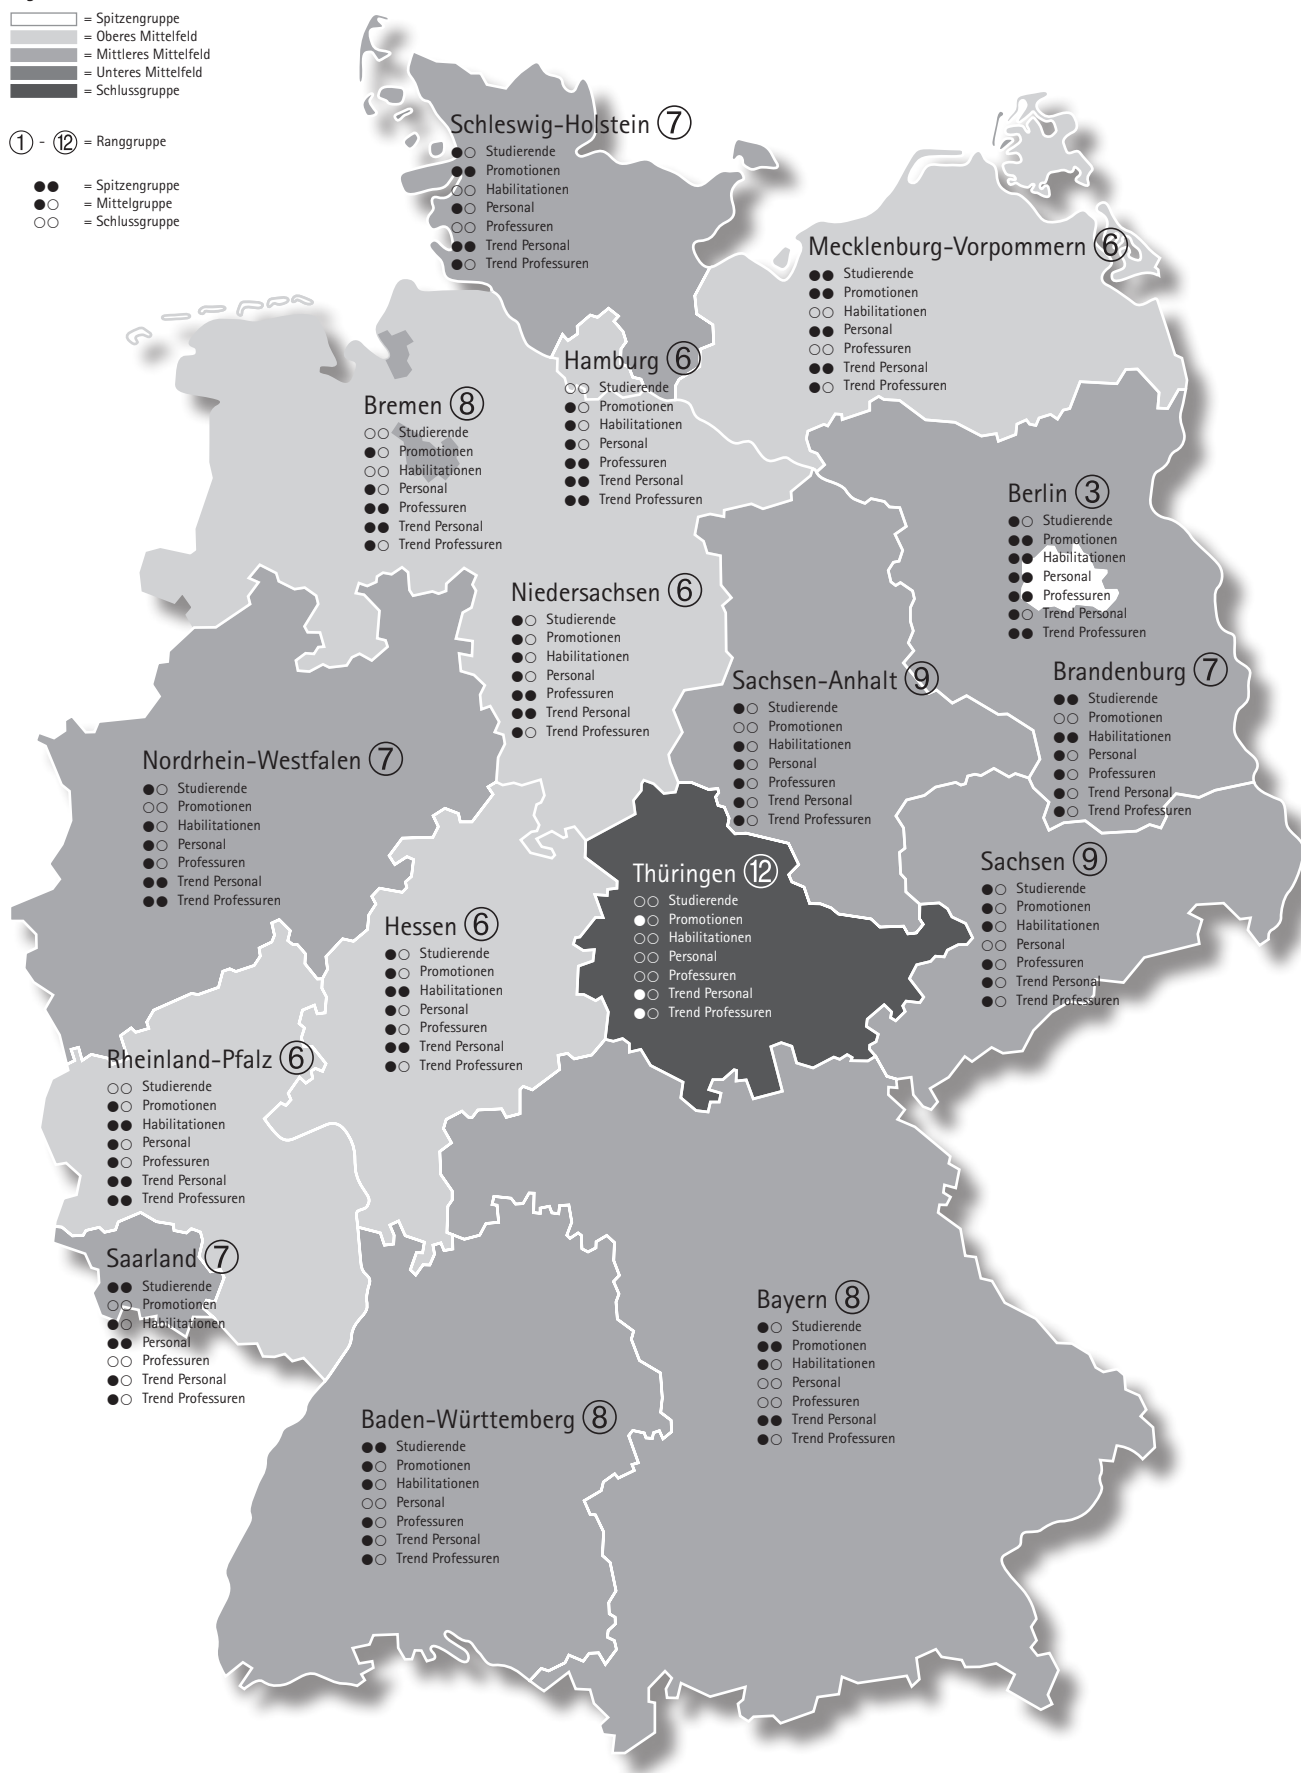 = Spitzengruppe
= Oberes Mittelfeld
= Mittleres Mittelfeld
= Unteres Mittelfeld
= Schlussgruppe
① - ⑫ = Ranggruppe
●● = Spitzengruppe
●○ = Mittelgruppe
○○ = Schlussgruppe
Schleswig-Holstein ⑦
●○ Studierende
●● Promotionen
○○ Habilitationen
●○ Personal
○○ Professuren
●● Trend Personal
●○ Trend Professuren
Mecklenburg-Vorpommern ⑥
●● Studierende
●● Promotionen
○○ Habilitationen
●● Personal
○○ Professuren
●● Trend Personal
●○ Trend Professuren
Hamburg ⑥
○○ Studierende
●○ Promotionen
●○ Habilitationen
●○ Personal
●● Professuren
●● Trend Personal
●● Trend Professuren
Bremen ⑧
○○ Studierende
●○ Promotionen
○○ Habilitationen
●○ Personal
●● Professuren
●● Trend Personal
●○ Trend Professuren
Berlin ③
●○ Studierende
●● Promotionen
●● Habilitationen
●● Personal
●● Professuren
●○ Trend Personal
●● Trend Professuren
Niedersachsen ⑥
●○ Studierende
●○ Promotionen
●○ Habilitationen
●○ Personal
●● Professuren
●● Trend Personal
●○ Trend Professuren
Sachsen-Anhalt ⑨
●○ Studierende
○○ Promotionen
●○ Habilitationen
●○ Personal
●○ Professuren
●○ Trend Personal
●○ Trend Professuren
Brandenburg ⑦
●● Studierende
○○ Promotionen
●● Habilitationen
●○ Personal
●○ Professuren
●○ Trend Personal
●○ Trend Professuren
Nordrhein-Westfalen ⑦
●○ Studierende
○○ Promotionen
●○ Habilitationen
●○ Personal
●○ Professuren
●● Trend Personal
●● Trend Professuren
Sachsen ⑨
●○ Studierende
●○ Promotionen
●○ Habilitationen
○○ Personal
●○ Professuren
●○ Trend Personal
●○ Trend Professuren
Thüringen ⑫
○○ Studierende
●○ Promotionen
○○ Habilitationen
○○ Personal
○○ Professuren
●○ Trend Personal
●○ Trend Professuren
Hessen ⑥
●○ Studierende
●○ Promotionen
●● Habilitationen
●○ Personal
●○ Professuren
●● Trend Personal
●○ Trend Professuren
Rheinland-Pfalz ⑥
○○ Studierende
●○ Promotionen
●● Habilitationen
●○ Personal
●○ Professuren
●● Trend Personal
●● Trend Professuren
Saarland ⑦
●● Studierende
○○ Promotionen
●○ Habilitationen
●● Personal
○○ Professuren
●○ Trend Personal
●○ Trend Professuren
Bayern ⑧
●○ Studierende
●● Promotionen
●○ Habilitationen
○○ Personal
○○ Professuren
●● Trend Personal
●○ Trend Professuren
Baden-Württemberg ⑧
●● Studierende
●○ Promotionen
●○ Habilitationen
○○ Personal
●○ Professuren
●○ Trend Personal
●○ Trend Professuren